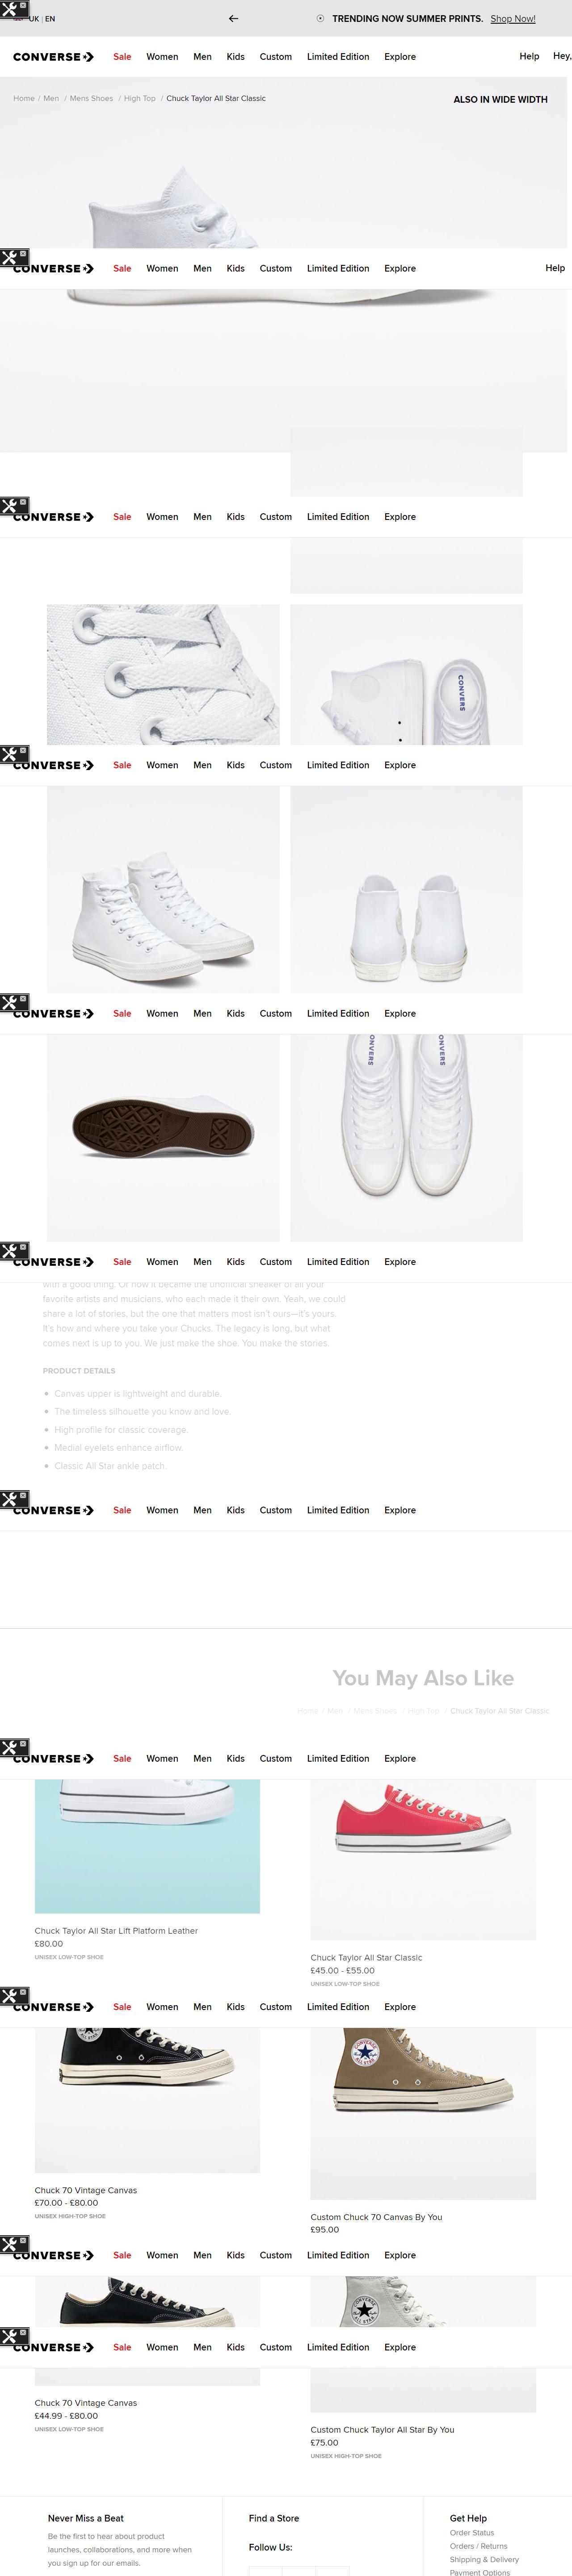 UK | EN
TRENDING NOW SUMMER PRINTS. Shop Now!
CONVERSE Sale Women Men Kids Custom Limited Edition Explore Help Hey,
Home / Men / Mens Shoes / High Top / Chuck Taylor All Star Classic
ALSO IN WIDE WIDTH
CONVERSE Sale Women Men Kids Custom Limited Edition Explore Help
CONVERSE Sale Women Men Kids Custom Limited Edition Explore
CONVERS
CONVERSE Sale Women Men Kids Custom Limited Edition Explore
CONVERSE Sale Women Men Kids Custom Limited Edition Explore
ONVERS ONVERS
CONVERSE Sale Women Men Kids Custom Limited Edition Explore
with a good thing. Or how it became the unofficial sneaker of all your
favorite artists and musicians, who each made it their own. Yeah, we could
share a lot of stories, but the one that matters most isn't ours—it's yours.
It's how and where you take your Chucks. The legacy is long, but what
comes next is up to you. We just make the shoe. You make the stories.
PRODUCT DETAILS
Canvas upper is lightweight and durable.
The timeless silhouette you know and love.
High profile for classic coverage.
Medial eyelets enhance airflow.
Classic All Star ankle patch.
CONVERSE Sale Women Men Kids Custom Limited Edition Explore
You May Also Like
Home / Men / Mens Shoes / High Top / Chuck Taylor All Star Classic
CONVERSE Sale Women Men Kids Custom Limited Edition Explore
Chuck Taylor All Star Lift Platform Leather
£80.00
UNISEX LOW-TOP SHOE
Chuck Taylor All Star Classic
£45.00 - £55.00
UNISEX LOW-TOP SHOE
CONVERSE Sale Women Men Kids Custom Limited Edition Explore
ALL STAR
CONVERSE
ALL STAR
Chuck 70 Vintage Canvas
£70.00 - £80.00
UNISEX HIGH-TOP SHOE
Custom Chuck 70 Canvas By You
£95.00
CONVERSE Sale Women Men Kids Custom Limited Edition Explore
CONVERSE
ALL STAR
CONVERSE Sale Women Men Kids Custom Limited Edition Explore
Chuck 70 Vintage Canvas
£44.99 - £80.00
UNISEX LOW-TOP SHOE
Custom Chuck Taylor All Star By You
£75.00
UNISEX HIGH-TOP SHOE
Never Miss a Beat
Be the first to hear about product
launches, collaborations, and more when
you sign up for our emails.
Find a Store
Follow Us:
Get Help
Order Status
Orders / Returns
Shipping & Delivery
Payment Options